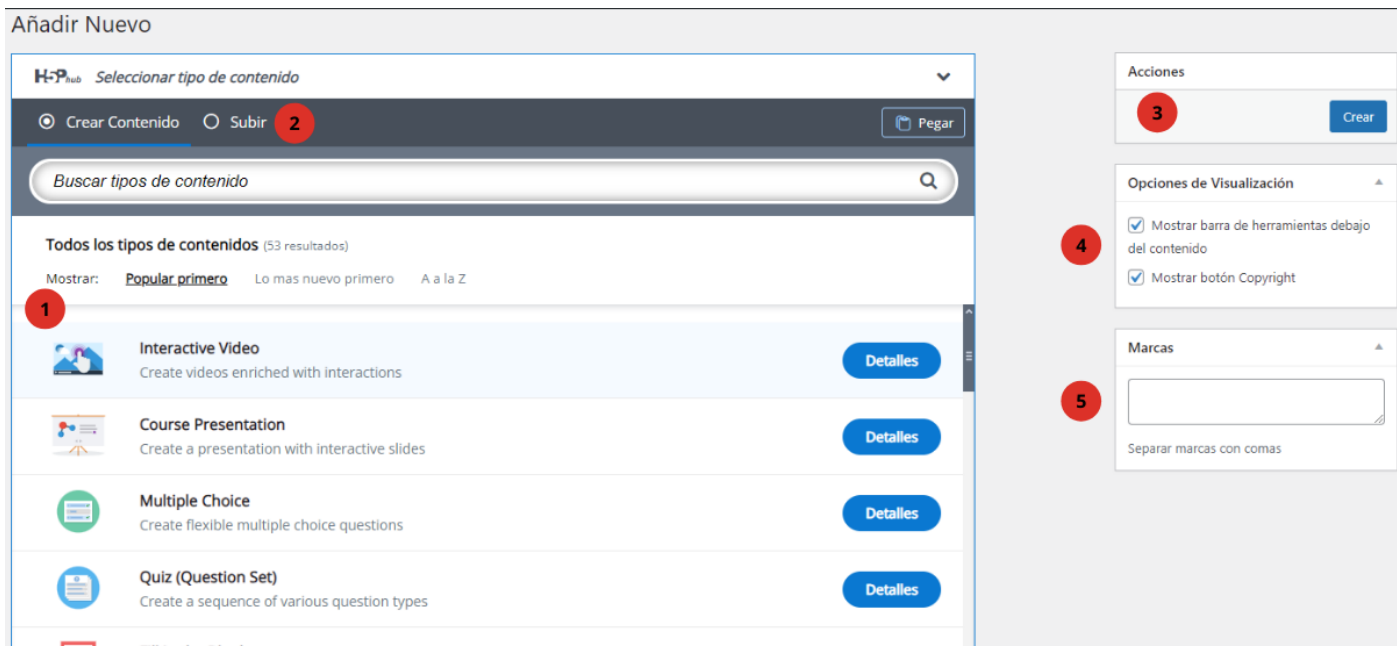 Añadir Nuevo
H5Phub Seleccionar tipo de contenido
Crear Contenido Subir 2 Pegar
Buscar tipos de contenido
Todos los tipos de contenidos (53 resultados)
Mostrar: Popular primero Lo mas nuevo primero A a la Z
1
Interactive Video
Create videos enriched with interactions
Detalles
Course Presentation
Create a presentation with interactive slides
Detalles
Multiple Choice
Create flexible multiple choice questions
Detalles
Quiz (Question Set)
Create a sequence of various question types
Detalles
Acciones
3 Crear
Opciones de Visualización
4
Mostrar barra de herramientas debajo
del contenido
Mostrar botón Copyright
Marcas
5
Separar marcas con comas